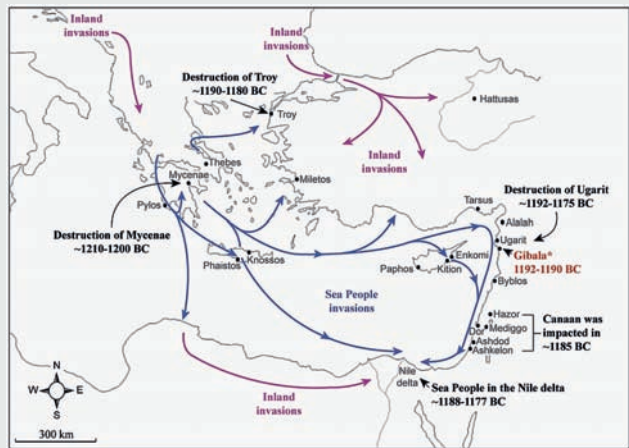 Inland
invasions
Inland
invasions
Destruction of Troy
~1190-1180 BC
Troy
Hattusas
Inland
invasions
Thebes
Mycenae
Miletos
Pylos
Destruction of Mycenae
~1210-1200 BC
Tarsus
Destruction of Ugarit
~1192-1175 BC
Alalah
Ugarit
Gibala*
1192-1190 BC
Knossos
Phaistos
Enkomi
Paphos
Kition
Byblos
Sea People
invasions
Hazor
Dor
Mediggo
Ashdod
Ashkelon
Canaan was
impacted in
~1185 BC
Nile
delta
Sea People in the Nile delta
~1188-1177 BC
Inland
invasions
N
W
E
S
300 km